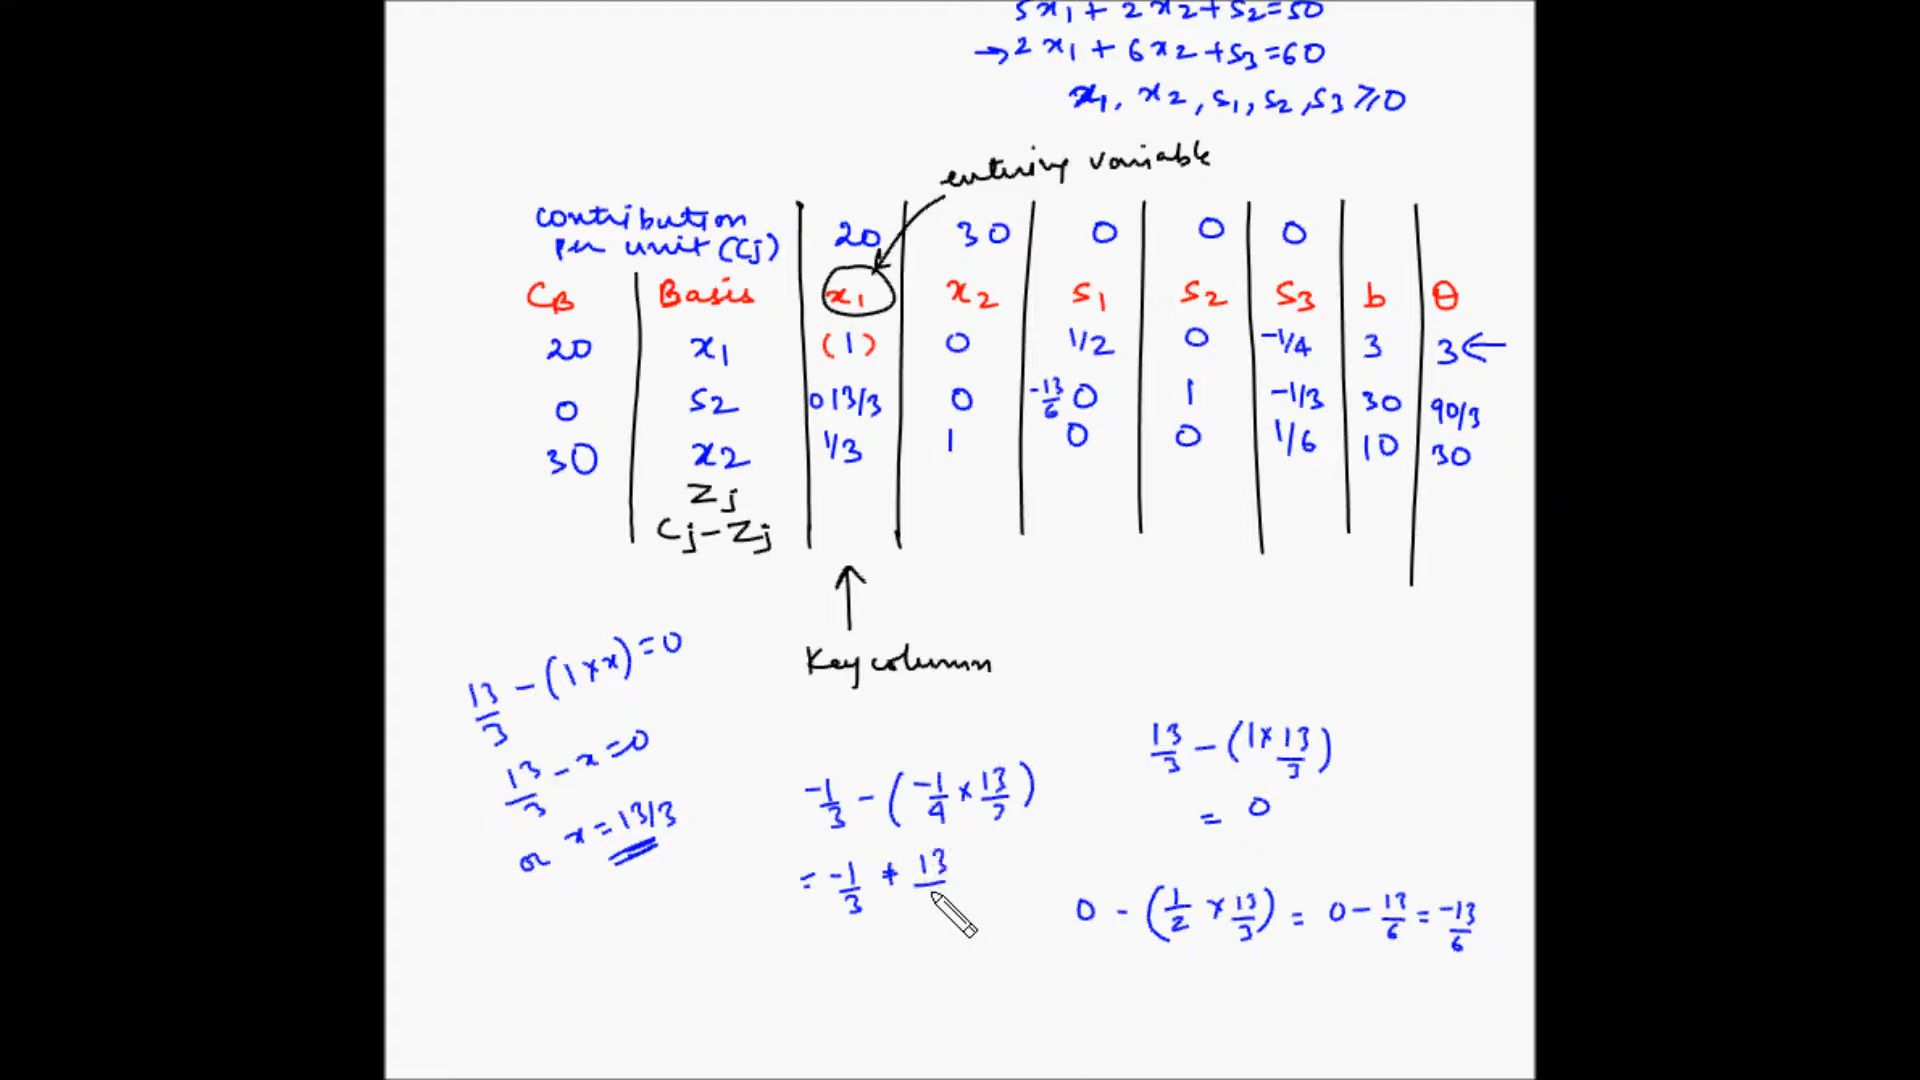 5x1 + 2x2 + s2 = 50
→ 2x1 + 6x2 + s3 = 60
x1, x2, s1, s2, s3 ≥ 0
entering variable
contribution per unit (Cj) 20 30 0 0 0
CB Basis x1 x2 s1 s2 s3 b θ
20 x1 (1) 0 1/2 0 -1/4 3 3 ←
0 s2 0 13/3 0 -13/6 0 1 -1/3 30 90/3
30 x2 1/3 1 0 0 1/6 10 30
Zj
Cj-Zj
Key column
13/3 - (1×x) = 0
13/3 - x = 0
or x = 13/3
-1/3 - (-1/4 × 13/3)
= -1/3 + 13
13/3 - (1 × 13/3)
= 0
0 - (1/2 × 13/3) = 0 - 13/6 = -13/6